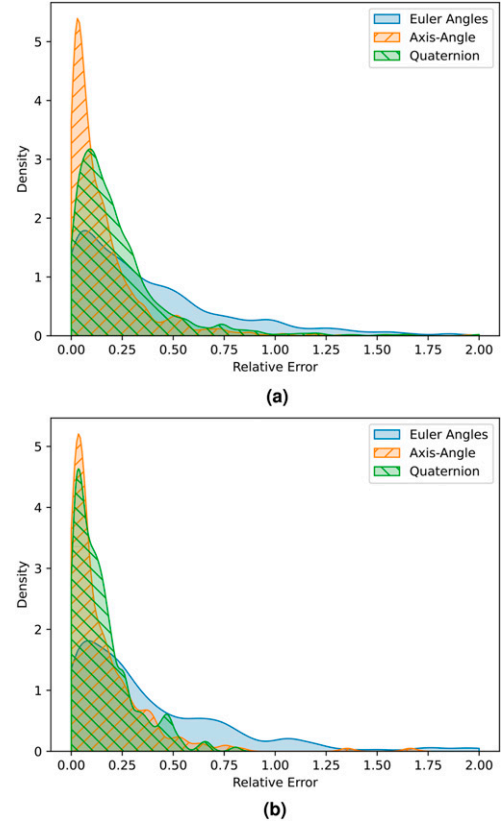 Euler Angles
Axis-Angle
Quaternion
Density
5
4
3
2
1
0
0.00 0.25 0.50 0.75 1.00 1.25 1.50 1.75 2.00
Relative Error
(a)
Euler Angles
Axis-Angle
Quaternion
Density
5
4
3
2
1
0
0.00 0.25 0.50 0.75 1.00 1.25 1.50 1.75 2.00
Relative Error
(b)